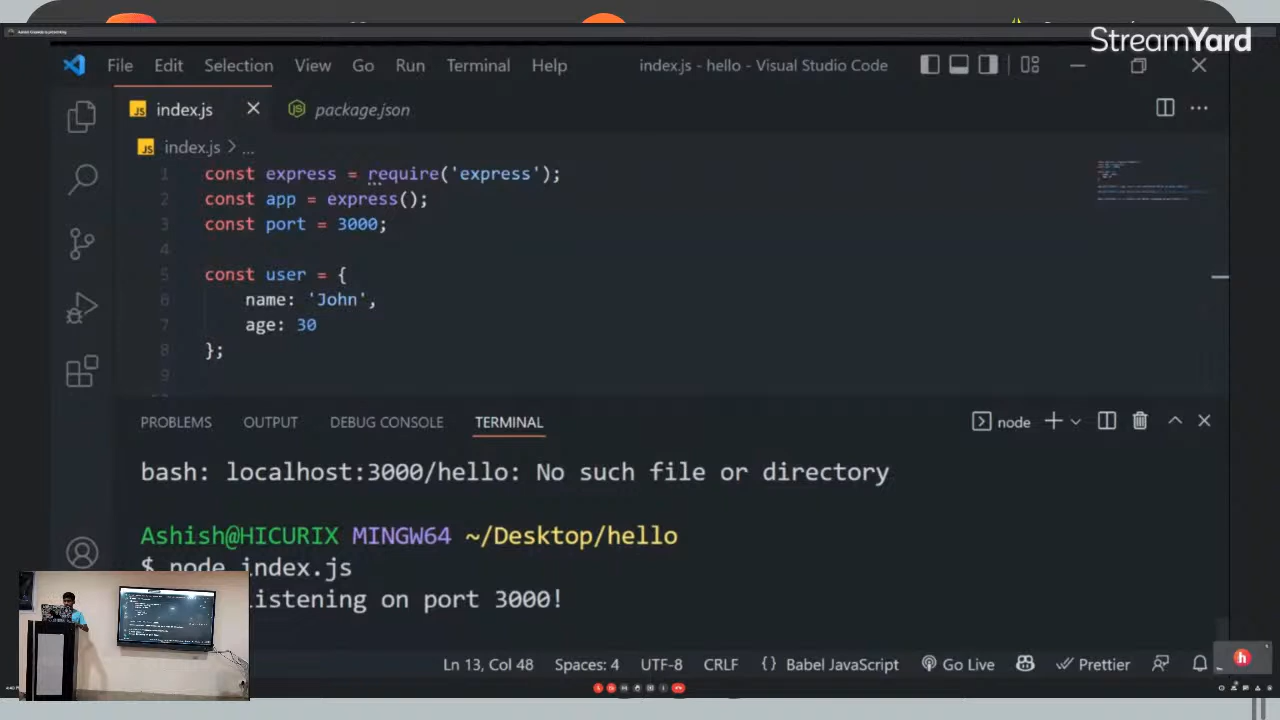 StreamYard
File Edit Selection View Go Run Terminal Help index.js - hello - Visual Studio Code
index.js package.json
index.js > ...
1 const express = require('express');
2 const app = express();
3 const port = 3000;
4
5 const user = {
6 name: 'John',
7 age: 30
8 };
9
PROBLEMS OUTPUT DEBUG CONSOLE TERMINAL node
bash: localhost:3000/hello: No such file or directory
Ashish@HICURIX MINGW64 ~/Desktop/hello
$ node index.js
listening on port 3000!
Ln 13, Col 48 Spaces: 4 UTF-8 CRLF {} Babel JavaScript Go Live Prettier
h